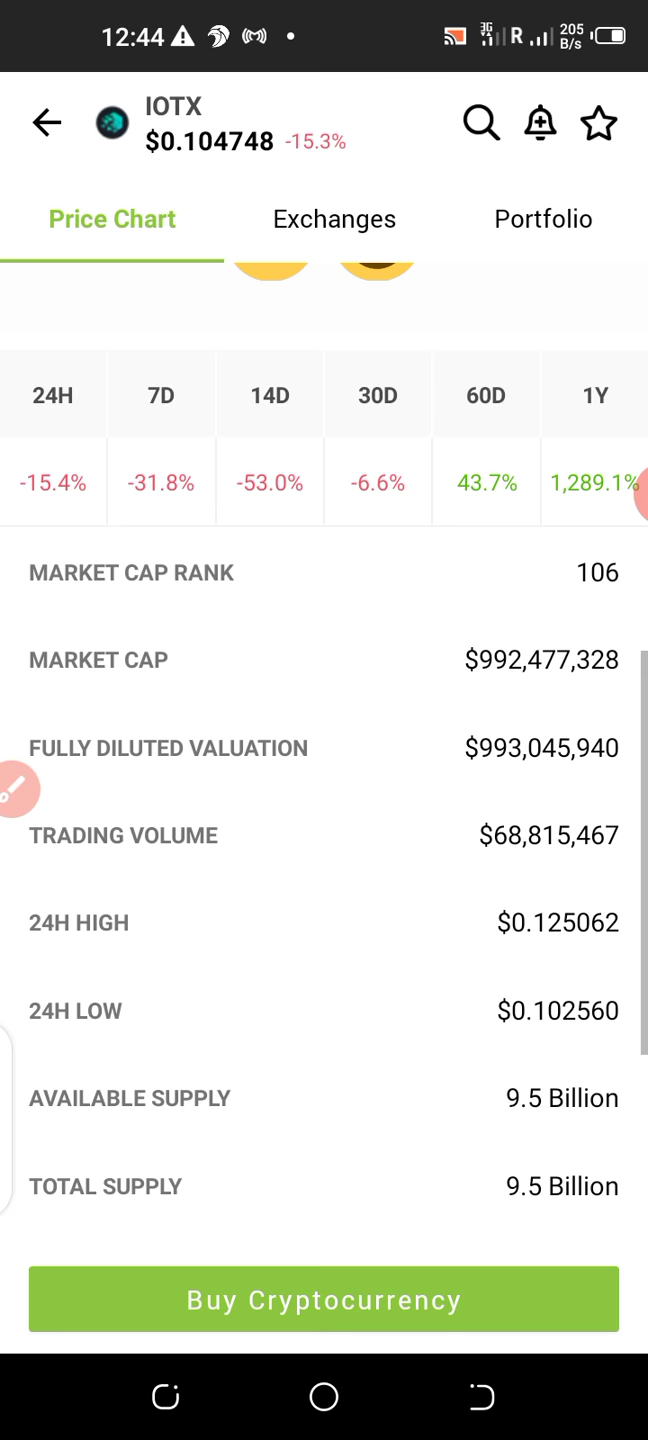 12:44 3G R 205 B/s
IOTX
$0.104748 -15.3%
Price Chart Exchanges Portfolio
24H 7D 14D 30D 60D 1Y
-15.4% -31.8% -53.0% -6.6% 43.7% 1,289.1%
MARKET CAP RANK 106
MARKET CAP $992,477,328
FULLY DILUTED VALUATION $993,045,940
TRADING VOLUME $68,815,467
24H HIGH $0.125062
24H LOW $0.102560
AVAILABLE SUPPLY 9.5 Billion
TOTAL SUPPLY 9.5 Billion
Buy Cryptocurrency